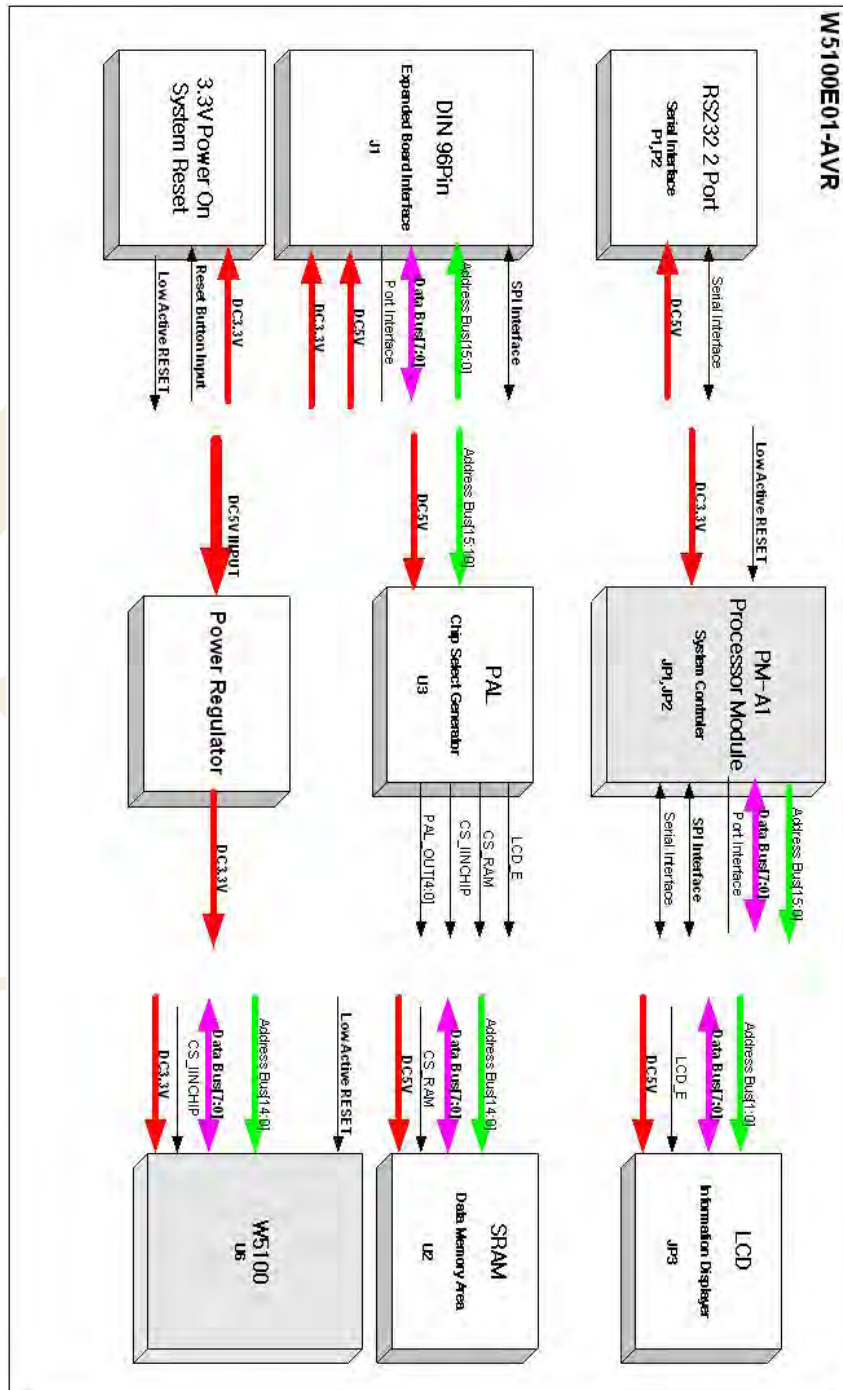 W5100E01-AVR
RS232 2 Port
Serial Interface
P1,P2
Serial Interface
DC5V
Low Active RESET
DC3.3V
PM-A1
Processor Module
System Controler
JP1,JP2
Address Bus[15:0]
Data Bus[7:0]
Port Interface
SPI Interface
Serial Interface
Address Bus[1:0]
Data Bus[7:0]
LCD_E
DC5V
LCD
Information Displayer
JP3
DIN 96Pin
Expanded Board Interface
J1
SPI Interface
Address Bus[15:0]
Data Bus[7:0]
Port Interface
DC5V
DC3.3V
Address Bus[15:10]
DC5V
PAL
Chip Select Generator
U3
LCD_E
CS_RAM
CS_IINCHIP
PAL_OUT[4:0]
Address Bus[14:0]
Data Bus[7:0]
CS_RAM
DC5V
SRAM
Data Memory Area
U2
3.3V Power On
System Reset
DC3.3V
Reset Button Input
Low Active RESET
DC5V INPUT
Power Regulator
DC3.3V
Low Active RESET
Address Bus[14:0]
Data Bus[7:0]
CS_IINCHIP
DC3.3V
W5100
U6